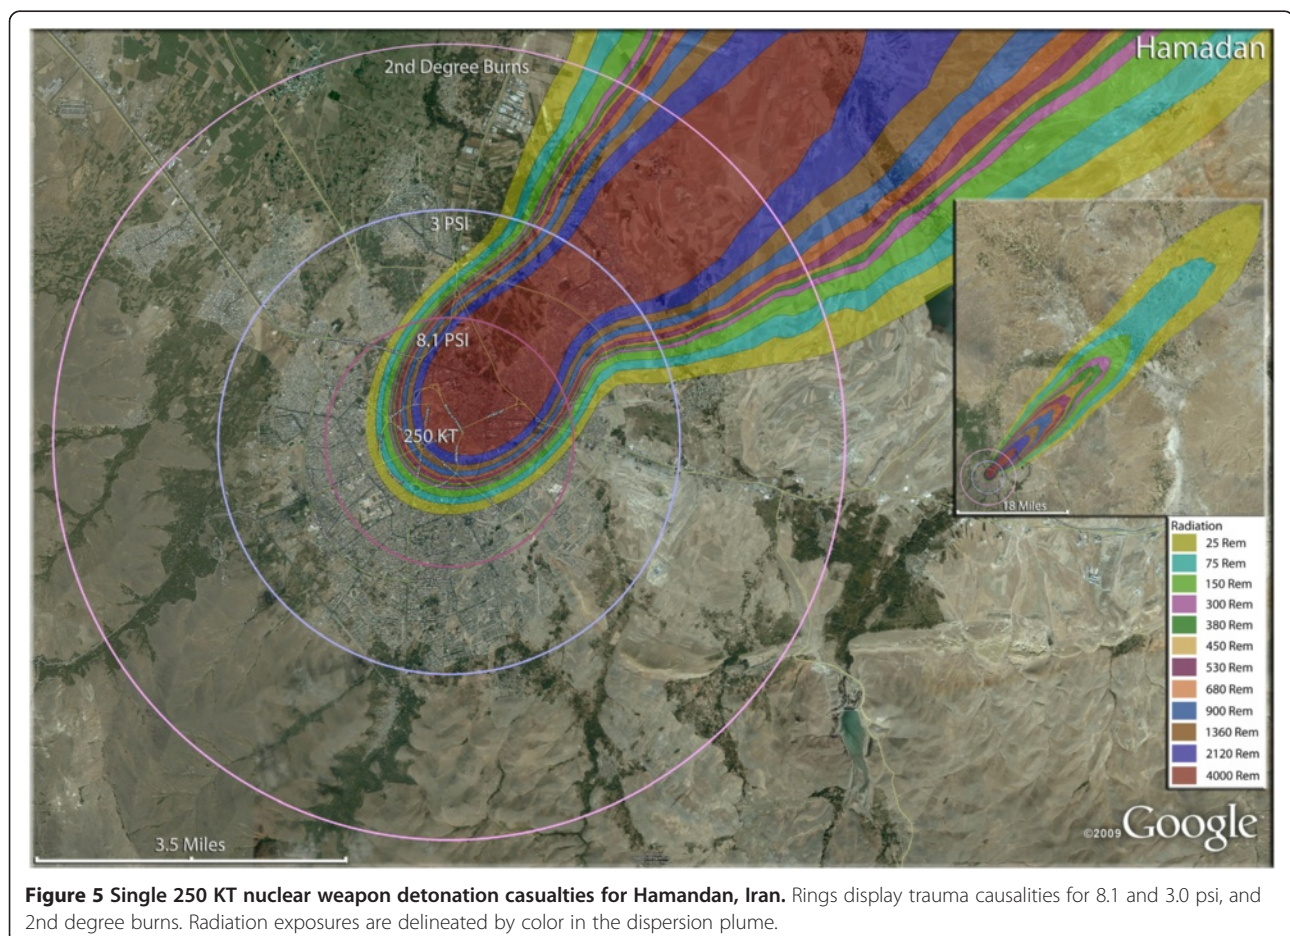 Hamadan
2nd Degree Burns
3 PSI
8.1 PSI
250 KT
18 Miles
Radiation
25 Rem
75 Rem
150 Rem
300 Rem
380 Rem
450 Rem
530 Rem
680 Rem
900 Rem
1360 Rem
2120 Rem
4000 Rem
©2009 Google
3.5 Miles
Figure 5 Single 250 KT nuclear weapon detonation casualties for Hamandan, Iran. Rings display trauma causalities for 8.1 and 3.0 psi, and
2nd degree burns. Radiation exposures are delineated by color in the dispersion plume.